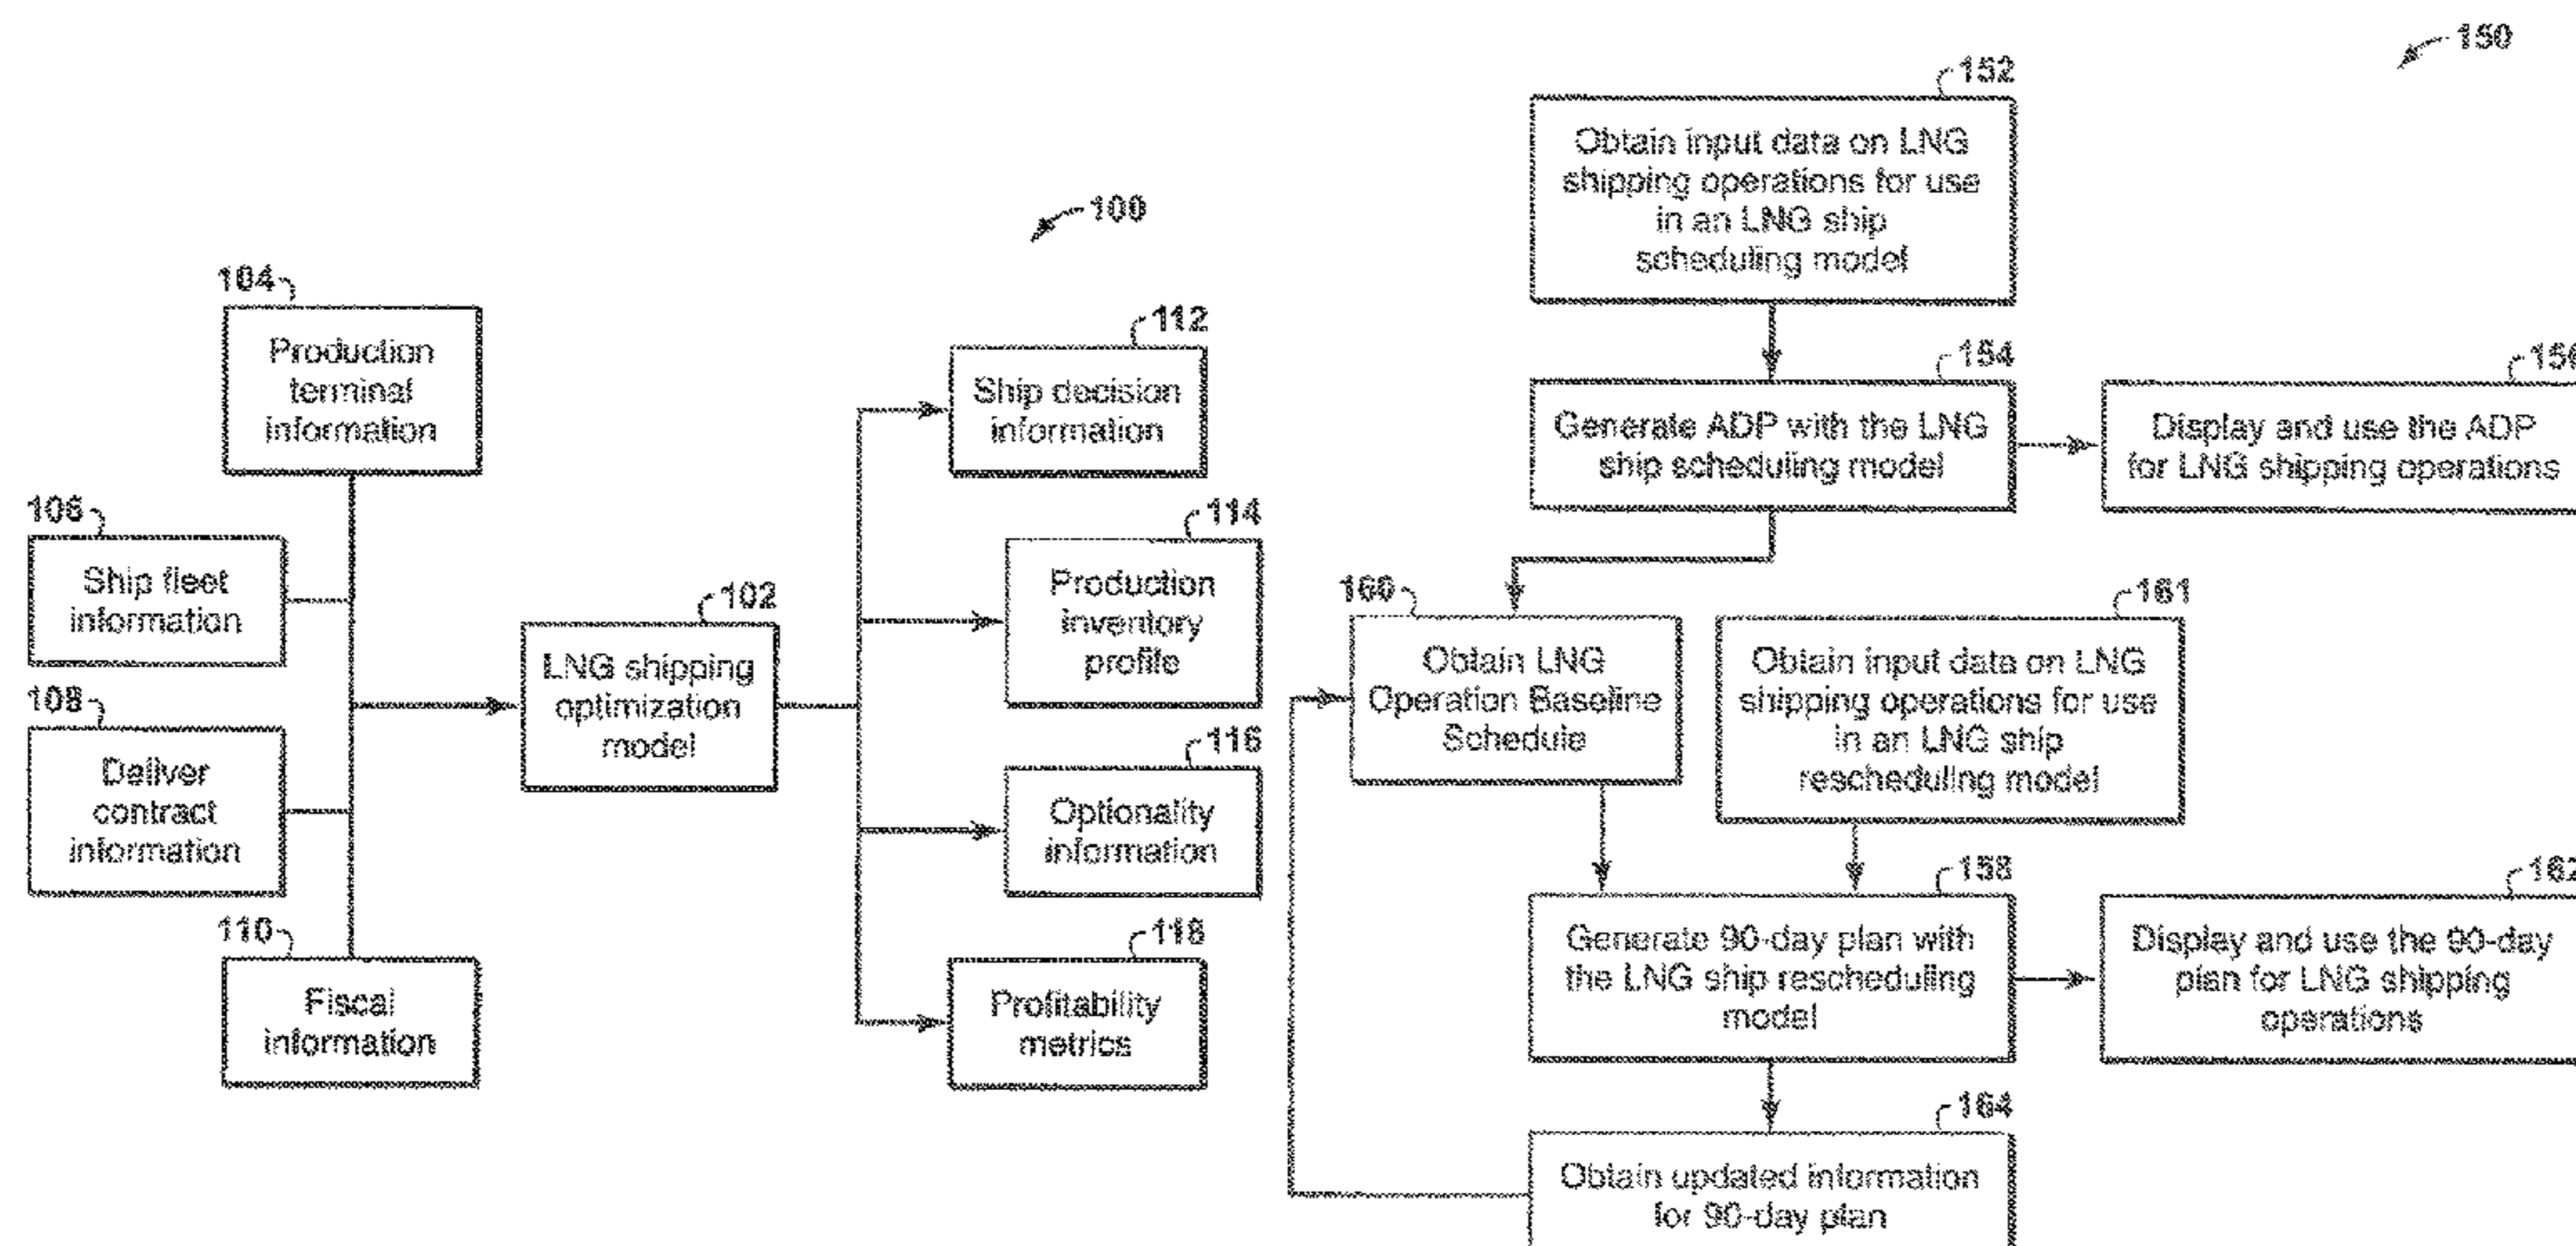 100
104
Production
terminal
information
106
Ship fleet
information
108
Deliver
contract
information
110
Fiscal
information
102
LNG shipping
optimization
model
112
Ship decision
information
114
Production
inventory
profile
116
Optionality
information
118
Profitability
metrics
150
152
Obtain input data on LNG
shipping operations for use
in an LNG ship
scheduling model
154
Generate ADP with the LNG
ship scheduling model
156
Display and use the ADP
for LNG shipping operations
160
Obtain LNG
Operation Baseline
Schedule
161
Obtain input data on LNG
shipping operations for use
in an LNG ship
rescheduling model
158
Generate 90-day plan with
the LNG ship rescheduling
model
162
Display and use the 90-day
plan for LNG shipping
operations
164
Obtain updated information
for 90-day plan